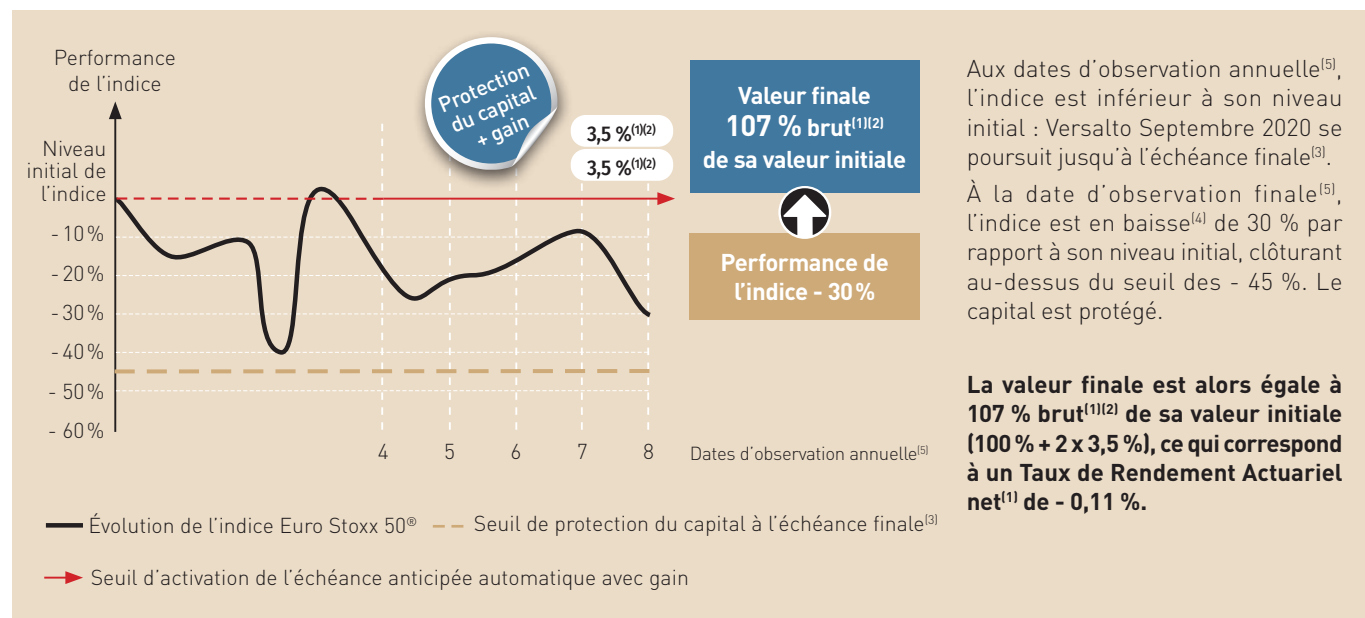 Performance
de l'indice
Niveau
initial de
l'indice
- 10 %
- 20 %
- 30 %
- 40 %
- 50 %
- 60 %
Protection
du capital
+ gain
3,5 %(1)(2)
3,5 %(1)(2)
4 5 6 7 8
Dates d'observation annuelle(5)
Valeur finale
107 % brut(1)(2)
de sa valeur initiale
Performance de
l'indice - 30 %
Évolution de l'indice Euro Stoxx 50®
Seuil de protection du capital à l'échéance finale(3)
Seuil d'activation de l'échéance anticipée automatique avec gain
Aux dates d'observation annuelle(5),
l'indice est inférieur à son niveau
initial : Versalto Septembre 2020 se
poursuit jusqu'à l'échéance finale(3).
À la date d'observation finale(5),
l'indice est en baisse(4) de 30 % par
rapport à son niveau initial, clôturant
au-dessus du seuil des - 45 %. Le
capital est protégé.
La valeur finale est alors égale à
107 % brut(1)(2) de sa valeur initiale
(100 % + 2 x 3,5 %), ce qui correspond
à un Taux de Rendement Actuariel
net(1) de - 0,11 %.